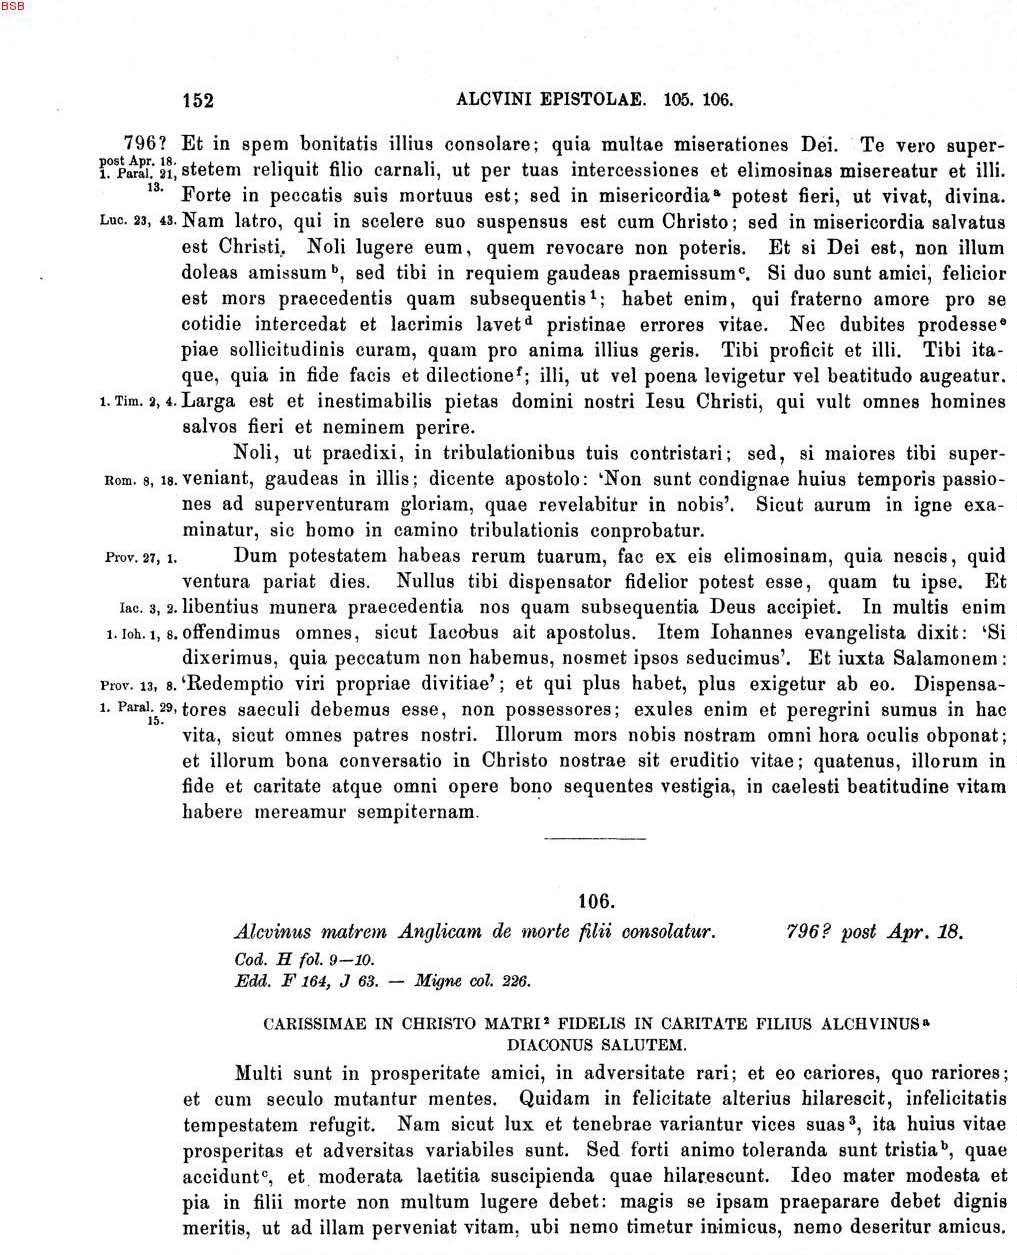 BSB
152 ALCVINI EPISTOLAE. 105. 106.
796? Et in spem bonitatis illius consolare; quia multae miserationes Dei. Te vero super-
post Apr. 18.
1. Paral. 21, stetem reliquit filio carnali, ut per tuas intercessiones et elimosinas misereatur et illi.
13. Forte in peccatis suis mortuus est; sed in misericordiaᵃ potest fieri, ut vivat, divina.
Luc. 23, 43. Nam latro, qui in scelere suo suspensus est cum Christo; sed in misericordia salvatus
est Christi. Noli lugere eum, quem revocare non poteris. Et si Dei est, non illum
doleas amissumᵇ, sed tibi in requiem gaudeas praemissumᶜ. Si duo sunt amici, felicior
est mors praecedentis quam subsequentis¹; habet enim, qui fraterno amore pro se
cotidie intercedat et lacrimis lavetᵈ pristinae errores vitae. Nec dubites prodesseᵉ
piae sollicitudinis curam, quam pro anima illius geris. Tibi proficit et illi. Tibi ita-
que, quia in fide facis et dilectioneᶠ; illi, ut vel poena levigetur vel beatitudo augeatur.
1. Tim. 2, 4. Larga est et inestimabilis pietas domini nostri Iesu Christi, qui vult omnes homines
salvos fieri et neminem perire.
Noli, ut praedixi, in tribulationibus tuis contristari; sed, si maiores tibi super-
Rom. 8, 18. veniant, gaudeas in illis; dicente apostolo: ‘Non sunt condignae huius temporis passio-
nes ad superventuram gloriam, quae revelabitur in nobis’. Sicut aurum in igne exa-
minatur, sic homo in camino tribulationis conprobatur.
Prov. 27, 1. Dum potestatem habeas rerum tuarum, fac ex eis elimosinam, quia nescis, quid
ventura pariat dies. Nullus tibi dispensator fidelior potest esse, quam tu ipse. Et
Iac. 3, 2. libentius munera praecedentia nos quam subsequentia Deus accipiet. In multis enim
1. Ioh. 1, 8. offendimus omnes, sicut Iacobus ait apostolus. Item Iohannes evangelista dixit: ‘Si
dixerimus, quia peccatum non habemus, nosmet ipsos seducimus’. Et iuxta Salamonem:
Prov. 13, 8. ‘Redemptio viri propriae divitiae’; et qui plus habet, plus exigetur ab eo. Dispensa-
1. Paral. 29, tores saeculi debemus esse, non possessores; exules enim et peregrini sumus in hac
15.
vita, sicut omnes patres nostri. Illorum mors nobis nostram omni hora oculis obponat;
et illorum bona conversatio in Christo nostrae sit eruditio vitae; quatenus, illorum in
fide et caritate atque omni opere bono sequentes vestigia, in caelesti beatitudine vitam
habere mereamur sempiternam.
106.
Alcvinus matrem Anglicam de morte filii consolatur. 796? post Apr. 18.
Cod. H fol. 9—10.
Edd. F 164, J 63. — Migne col. 226.
CARISSIMAE IN CHRISTO MATRI² FIDELIS IN CARITATE FILIUS ALCHVINUSᵃ
DIACONUS SALUTEM.
Multi sunt in prosperitate amici, in adversitate rari; et eo cariores, quo rariores;
et cum seculo mutantur mentes. Quidam in felicitate alterius hilarescit, infelicitatis
tempestatem refugit. Nam sicut lux et tenebrae variantur vices suas³, ita huius vitae
prosperitas et adversitas variabiles sunt. Sed forti animo toleranda sunt tristiaᵇ, quae
acciduntᶜ, et moderata laetitia suscipienda quae hilarescunt. Ideo mater modesta et
pia in filii morte non multum lugere debet: magis se ipsam praeparare debet dignis
meritis, ut ad illam perveniat vitam, ubi nemo timetur inimicus, nemo deseritur amicus.